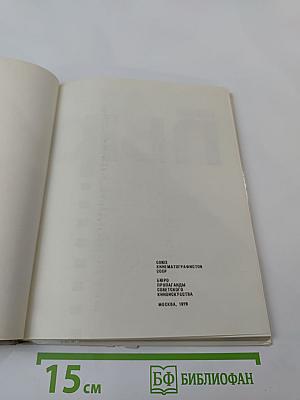 СОЮЗ
КИНЕМАТОГРАФИСТОВ
СССР
БЮРО
ПРОПАГАНДЫ
СОВЕТСКОГО
КИНОИСКУССТВА
МОСКВА, 1979
15 см
БФ БИБЛИОФАН